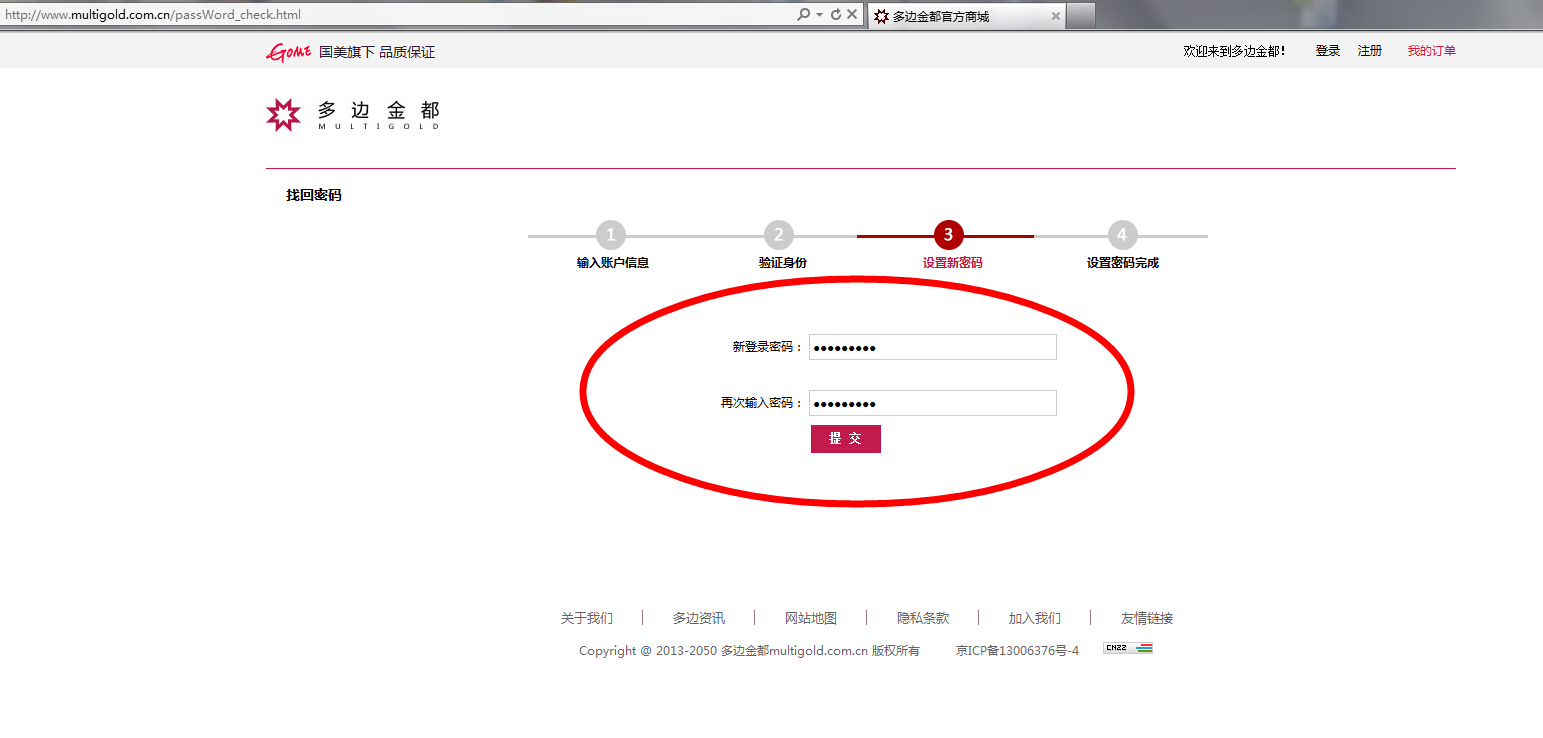 http://www.multigold.com.cn/passWord_check.html
多边金都官方商城
GOME 国美旗下 品质保证
欢迎来到多边金都! 登录 注册 我的订单
多边金都
MULTIGOLD
找回密码
1 2 3 4
输入账户信息 验证身份 设置新密码 设置密码完成
新登录密码：
再次输入密码：
提 交
关于我们 | 多边资讯 | 网站地图 | 隐私条款 | 加入我们 | 友情链接
Copyright @ 2013-2050 多边金都multigold.com.cn 版权所有 京ICP备13006376号-4 CNZZ